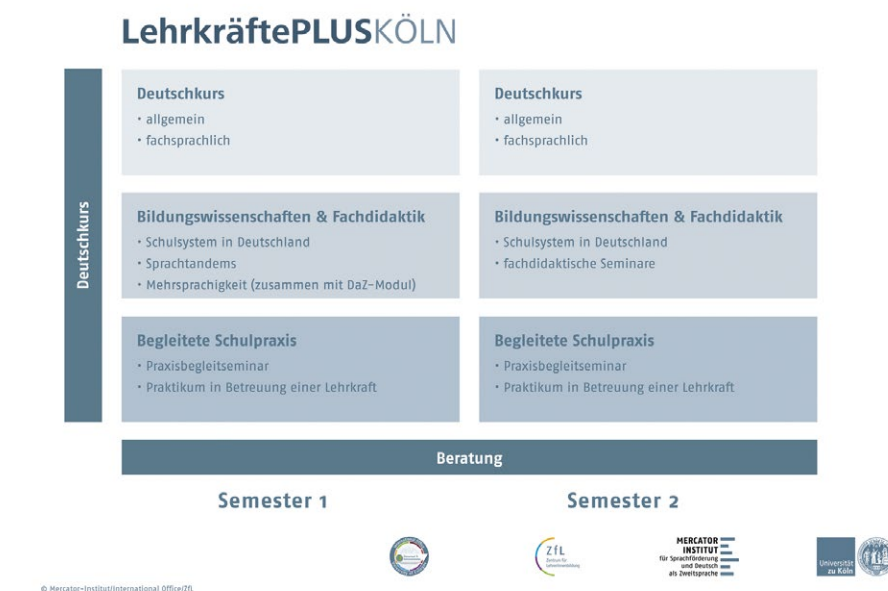 LehrkräftePLUSKÖLN
Deutschkurs
Deutschkurs
• allgemein
• fachsprachlich
Deutschkurs
• allgemein
• fachsprachlich
Bildungswissenschaften & Fachdidaktik
• Schulsystem in Deutschland
• Sprachtandems
• Mehrsprachigkeit (zusammen mit DaZ-Modul)
Bildungswissenschaften & Fachdidaktik
• Schulsystem in Deutschland
• fachdidaktische Seminare
Begleitete Schulpraxis
• Praxisbegleitseminar
• Praktikum in Betreuung einer Lehrkraft
Begleitete Schulpraxis
• Praxisbegleitseminar
• Praktikum in Betreuung einer Lehrkraft
Beratung
Semester 1
Semester 2
ZfL
Zentrum für
LehrerInnenbildung
MERCATOR
INSTITUT
für Sprachförderung
und Deutsch
als Zweitsprache
Universität
zu Köln
© Mercator-Institut/International Office/ZfL